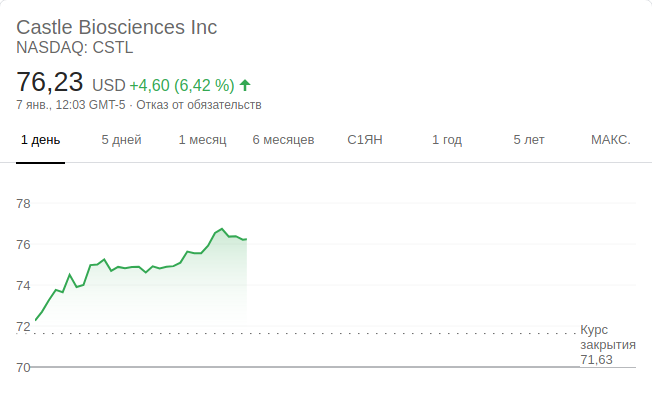 Castle Biosciences Inc
NASDAQ: CSTL
76,23 USD +4,60 (6,42 %)
7 янв., 12:03 GMT-5 · Отказ от обязательств
1 день 5 дней 1 месяц 6 месяцев С1ЯН 1 год 5 лет МАКС.
78
76
74
72
Курс
закрытия
71,63
70